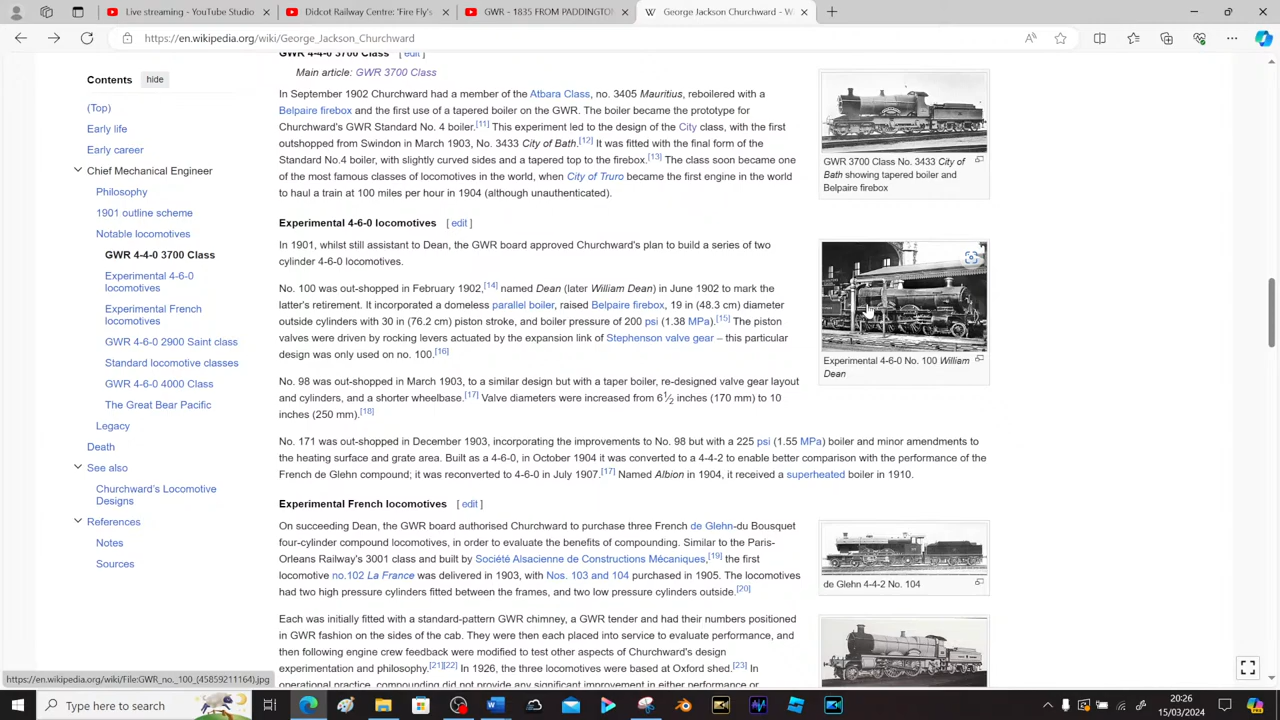 (1) live_4 - YouTube Studio
Didcot Railway Centre: 'Fire Fly's
GWR - 1835 FROM PADDINGTON
George Jackson Churchward - Wiki
https://en.wikipedia.org/wiki/George_Jackson_Churchward
Contents hide
(Top)
Early life
Early career
Chief Mechanical Engineer
Philosophy
1901 outline scheme
Notable locomotives
GWR 4-4-0 3700 Class
Experimental 4-6-0
locomotives
Experimental French
locomotives
GWR 4-6-0 2900 Saint class
Standard locomotive classes
GWR 4-6-0 4000 Class
The Great Bear Pacific
Legacy
Death
See also
Churchward's Locomotive
Designs
References
Notes
Sources
GWR 4-4-0 3700 Class [ edit ]
Main article: GWR 3700 Class
In September 1902 Churchward had a member of the Atbara Class, no. 3405 Mauritius, reboilered with a
Belpaire firebox and the first use of a tapered boiler on the GWR. The boiler became the prototype for
Churchward's GWR Standard No. 4 boiler.[11] This experiment led to the design of the City class, with the first
outshopped from Swindon in March 1903, No. 3433 City of Bath.[12] It was fitted with the final form of the
Standard No.4 boiler, with slightly curved sides and a tapered top to the firebox.[13] The class soon became one
of the most famous classes of locomotives in the world, when City of Truro became the first engine in the world
to haul a train at 100 miles per hour in 1904 (although unauthenticated).
GWR 3700 Class No. 3433 City of
Bath showing tapered boiler and
Belpaire firebox
Experimental 4-6-0 locomotives [ edit ]
In 1901, whilst still assistant to Dean, the GWR board approved Churchward's plan to build a series of two
cylinder 4-6-0 locomotives.
No. 100 was outshopped in February 1902,[14] named Dean (later William Dean) in June 1902 to mark the
latter's retirement. It incorporated a domeless parallel boiler, raised Belpaire firebox, 19 in (48.3 cm) diameter
outside cylinders with 30 in (76.2 cm) piston stroke, and boiler pressure of 200 psi (1.38 MPa).[15] The piston
valves were driven by rocking levers actuated by the expansion link of Stephenson valve gear – this particular
design was only used on no. 100.[16]
Experimental 4-6-0 No. 100 William
Dean
No. 98 was out-shopped in March 1903, to a similar design but with a taper boiler, re-designed valve gear layout
and cylinders, and a shorter wheelbase.[17] Valve diameters were increased from 6 1/2 inches (170 mm) to 10
inches (250 mm).[18]
No. 171 was out-shopped in December 1903, incorporating the improvements to No. 98 but with a 225 psi (1.55 MPa) boiler and minor amendments to
the heating surface and grate area. Built as a 4-6-0, in October 1904 it was converted to a 4-4-2 to enable better comparison with the performance of the
French de Glehn compound; it was reconverted to 4-6-0 in July 1907.[17] Named Albion in 1904, it received a superheated boiler in 1910.
Experimental French locomotives [ edit ]
On succeeding Dean, the GWR board authorised Churchward to purchase three French de Glehn-du Bousquet
four-cylinder compound locomotives, in order to evaluate the benefits of compounding. Similar to the Paris-
Orleans Railway's 3001 class and built by Société Alsacienne de Constructions Mécaniques,[19] the first
locomotive no.102 La France was delivered in 1903, with Nos. 103 and 104 purchased in 1905. The locomotives
had two high pressure cylinders fitted between the frames, and two low pressure cylinders outside.[20]
de Glehn 4-4-2 No. 104
Each was initially fitted with a standard-pattern GWR chimney, a GWR tender and had their numbers positioned
in GWR fashion on the sides of the cab. They were then each placed into service to evaluate performance, and
then following engine crew feedback were modified to test other aspects of Churchward's design
experimentation and philosophy.[21][22] In 1926, the three locomotives were based at Oxford shed.[23] In
operational practice, compounding did not provide any significant improvement in either performance or
https://en.wikipedia.org/wiki/File:GWR_no._100_(45859211164).jpg
Type here to search
20:26
15/03/2024